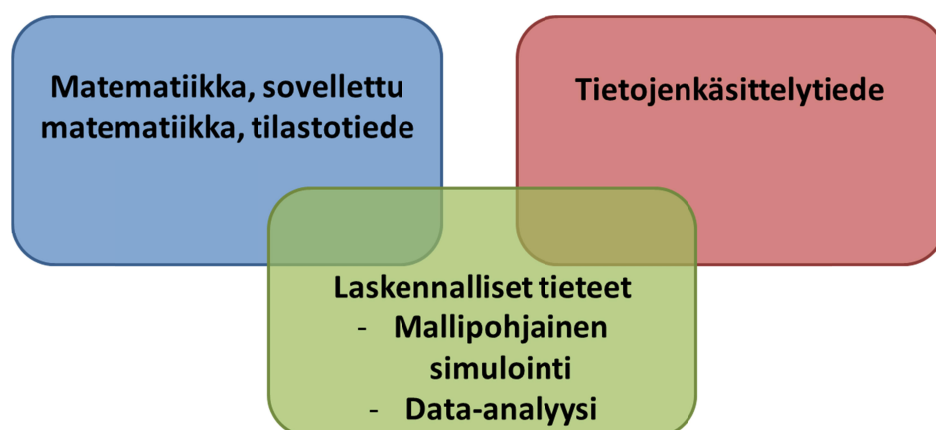 Matematiikka, sovellettu
matematiikka, tilastotiede
Tietojenkäsittelytiede
Laskennalliset tieteet
- Mallipohjainen
simulointi
- Data-analyysi